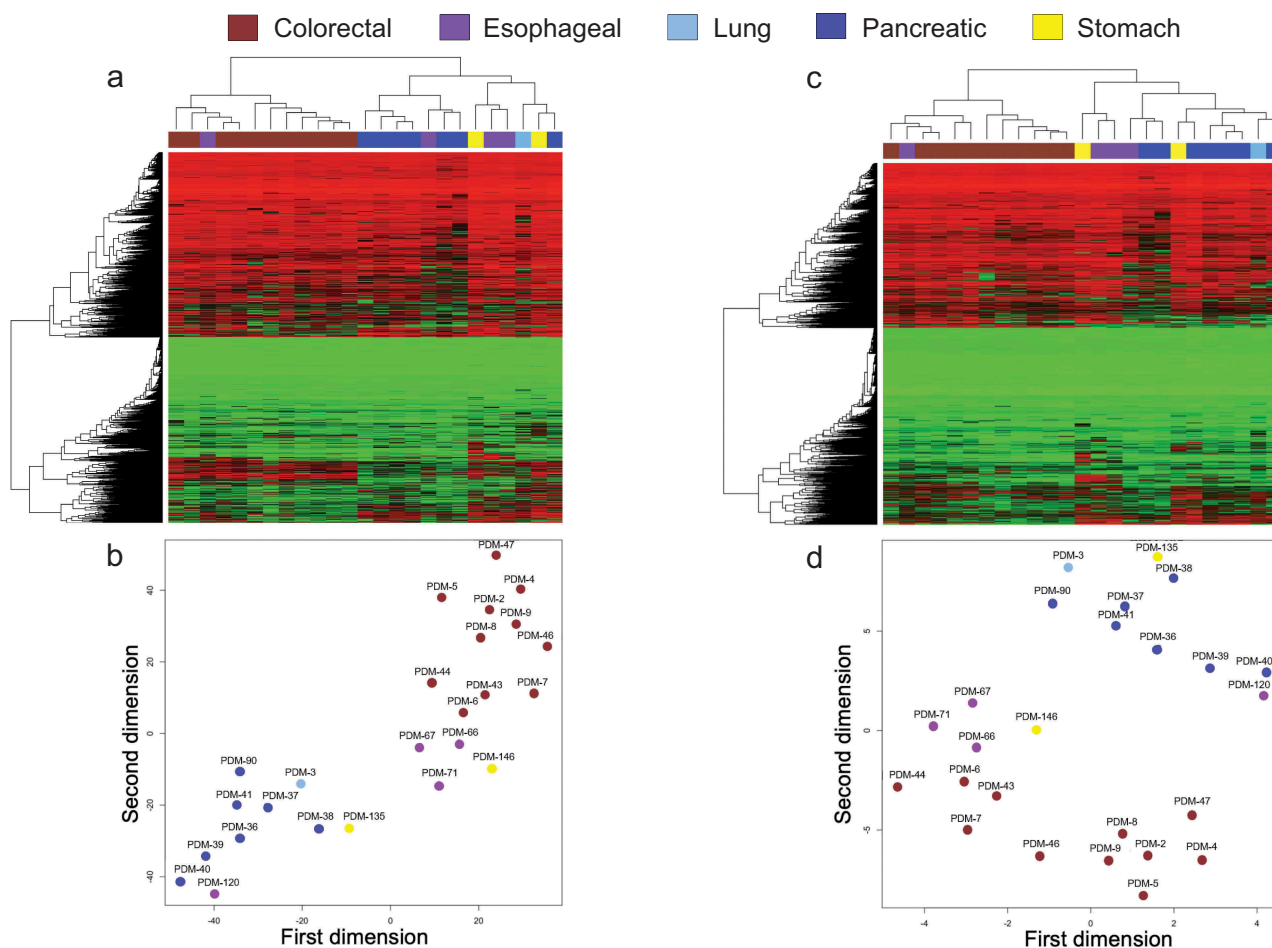 Colorectal Esophageal Lung Pancreatic Stomach
a
c
b
PDM-47
PDM-5
PDM-4
PDM-2
PDM-9
PDM-8
PDM-46
PDM-44
PDM-43
PDM-7
PDM-6
PDM-67
PDM-66
PDM-146
PDM-90
PDM-3
PDM-71
PDM-41
PDM-37
PDM-36
PDM-38
PDM-135
PDM-39
PDM-40
PDM-120
40
20
0
-20
-40
Second dimension
-40 -20 0 20
First dimension
d
PDM-135
PDM-3
PDM-38
PDM-90
PDM-37
PDM-41
PDM-36
PDM-39
PDM-40
PDM-120
PDM-67
PDM-71
PDM-146
PDM-66
PDM-6
PDM-44
PDM-43
PDM-47
PDM-7
PDM-8
PDM-46
PDM-9
PDM-2
PDM-4
PDM-5
5
0
-5
Second dimension
-4 -2 0 2 4
First dimension